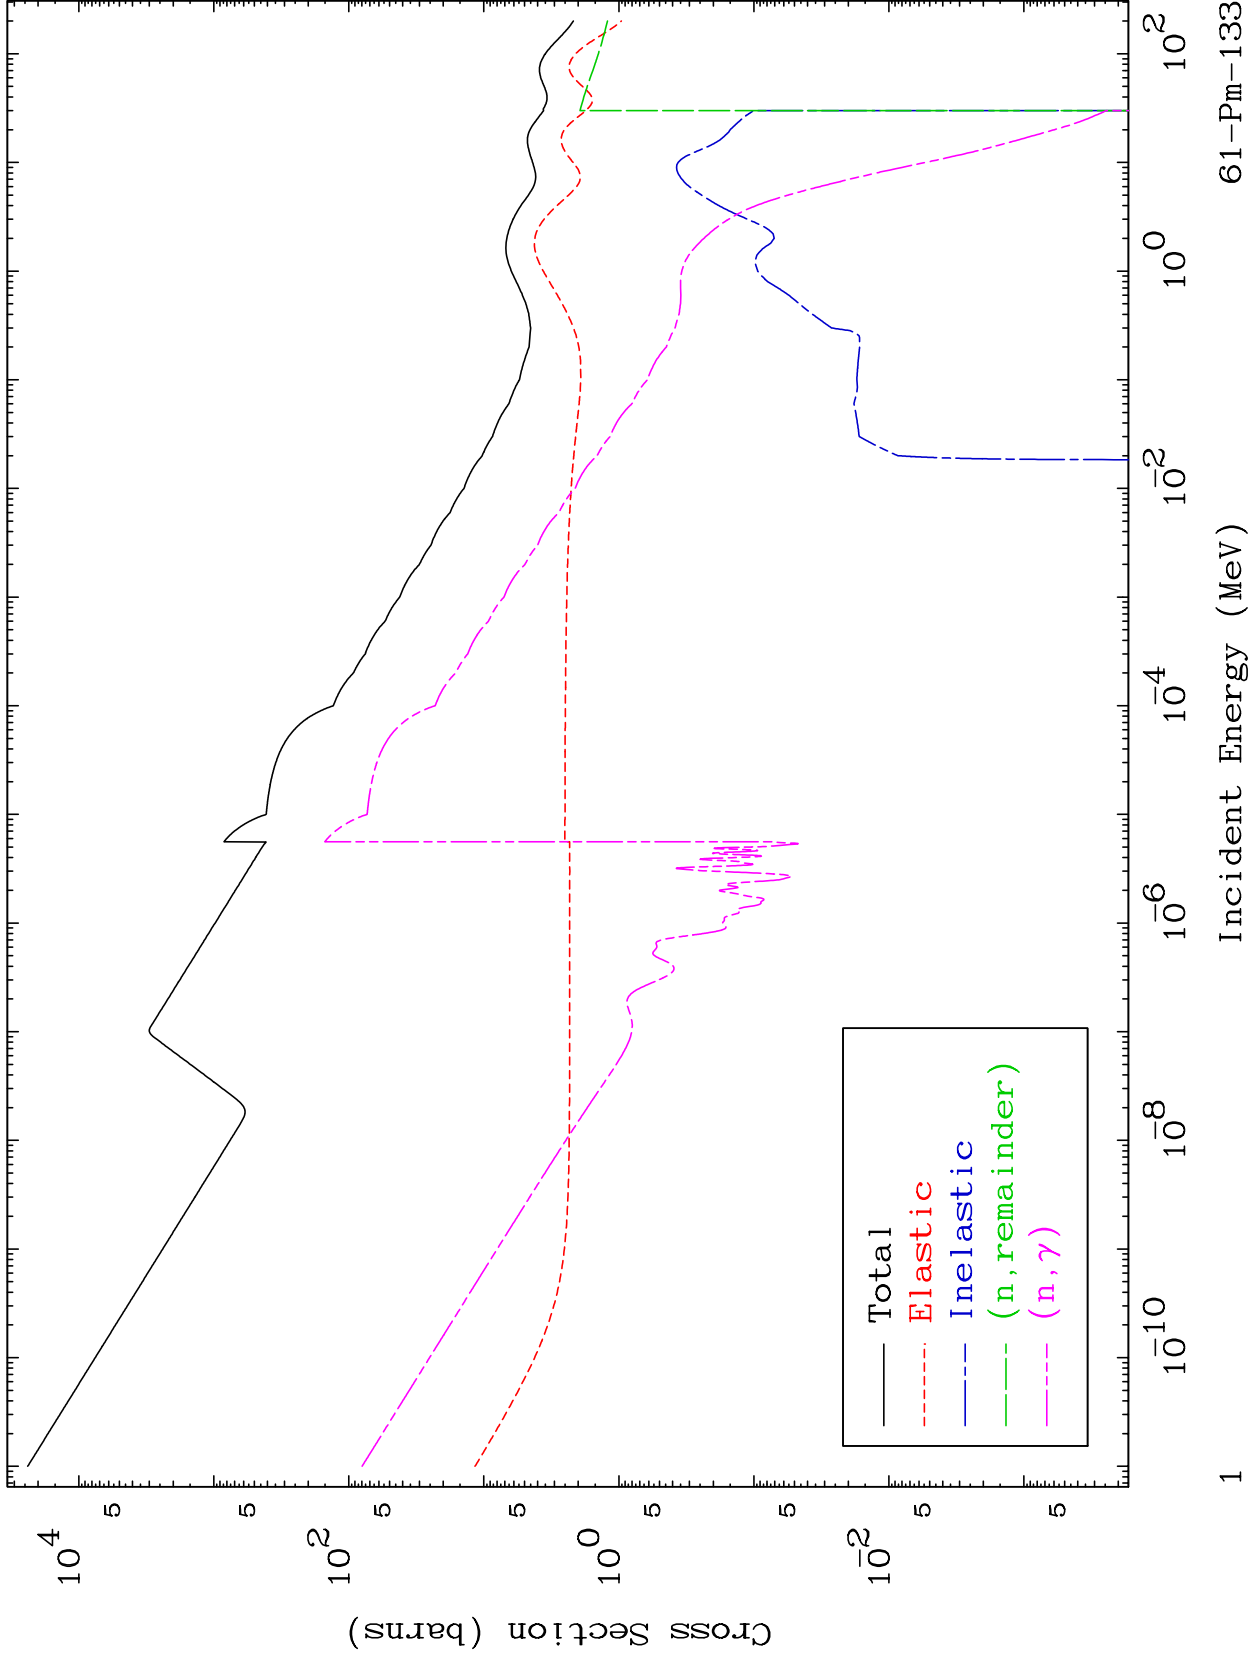 Cross Section (barns)
10^4
5
10^2
5
5
10^0
5
5
10^-2
5
5
Total
Elastic
Inelastic
(n,remainder)
(n,γ)
10^-10
10^-8
10^-6
10^-4
10^-2
10^0
10^2
1
Incident Energy (MeV)
61-Pm-133